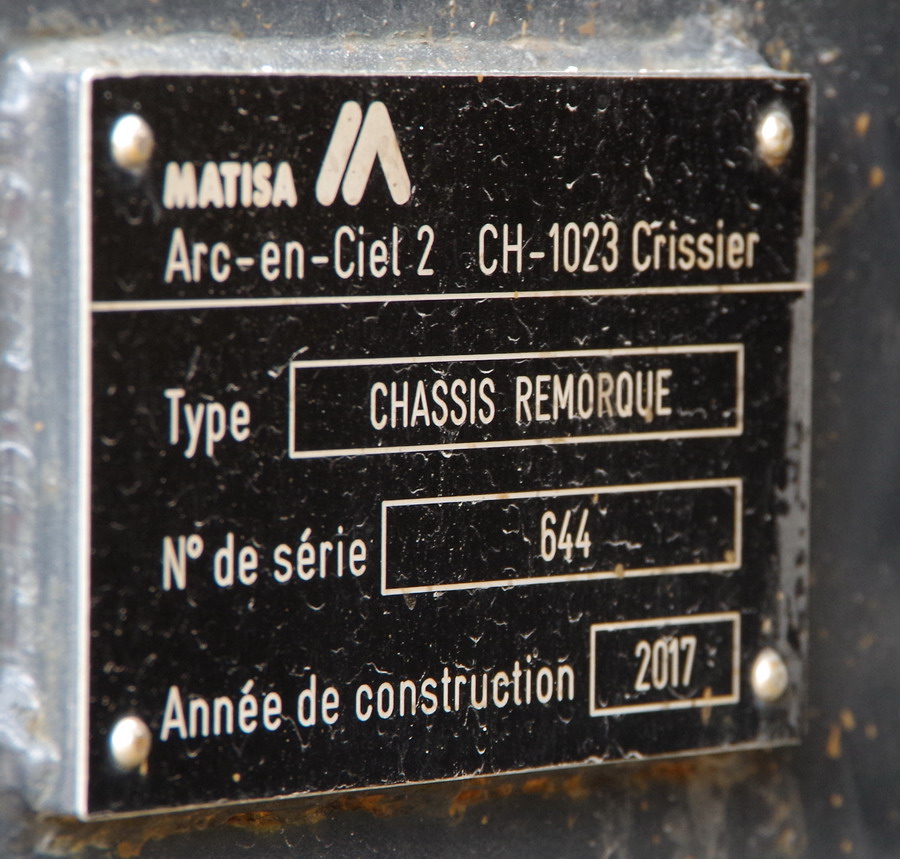 MATISA
Arc-en-Ciel 2 CH-1023 Crissier
Type CHASSIS REMORQUE
N° de série 644
Année de construction 2017